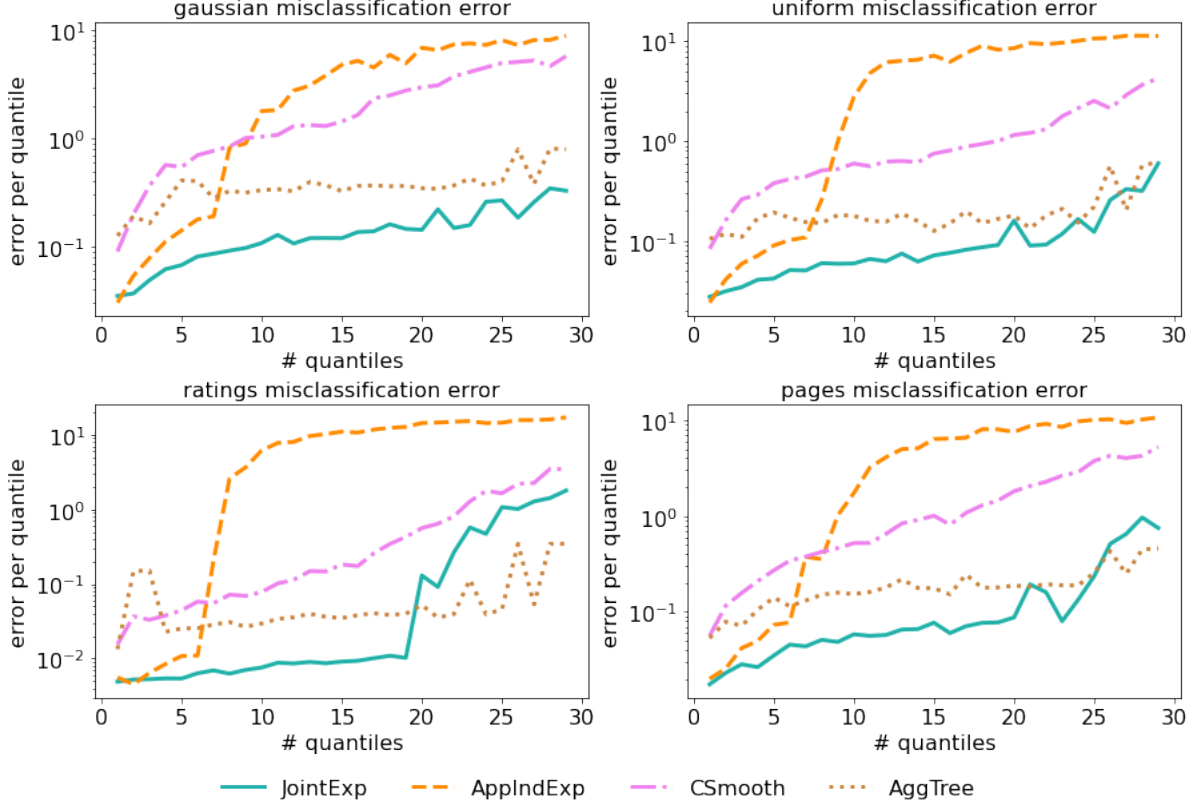 gaussian misclassification error
10^1
10^0
10^-1
error per quantile
0 5 10 15 20 25 30
# quantiles
uniform misclassification error
10^1
10^0
10^-1
error per quantile
0 5 10 15 20 25 30
# quantiles
ratings misclassification error
10^1
10^0
10^-1
10^-2
error per quantile
0 5 10 15 20 25 30
# quantiles
pages misclassification error
10^1
10^0
10^-1
error per quantile
0 5 10 15 20 25 30
# quantiles
JointExp AppIndExp CSmooth AggTree